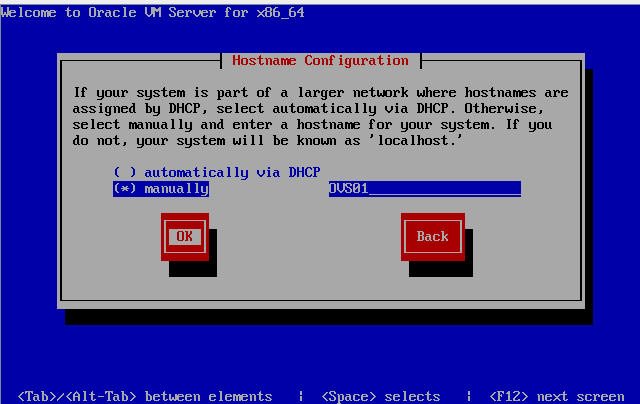 Welcome to Oracle VM Server for x86_64
Hostname Configuration
If your system is part of a larger network where hostnames are
assigned by DHCP, select automatically via DHCP. Otherwise,
select manually and enter a hostname for your system. If you
do not, your system will be known as 'localhost.'
( ) automatically via DHCP
(*) manually OVS01____________________
OK Back
<Tab>/<Alt-Tab> between elements | <Space> selects | <F12> next screen